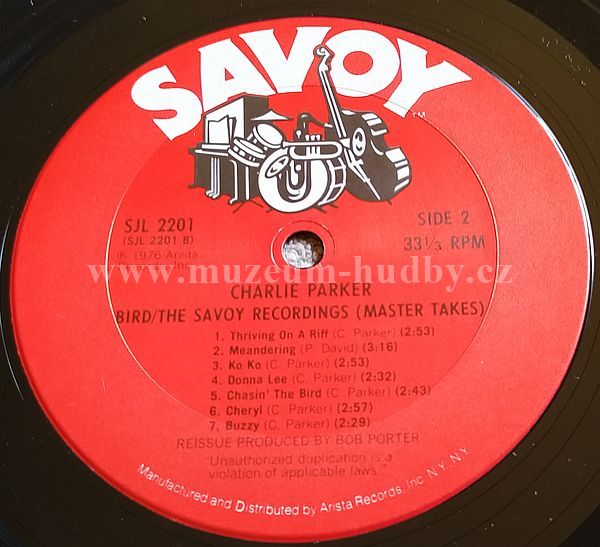 SAVOY
TM
SJL 2201
(SJL 2201 B)
℗ 1976 Arista
Inc.
SIDE 2
33 1/3 RPM
www.muzeum-hudby.cz
CHARLIE PARKER
BIRD/THE SAVOY RECORDINGS (MASTER TAKES)
1. Thriving On A Riff (C. Parker) (2:53)
2. Meandering (P. David) (3:16)
3. Ko Ko (C. Parker) (2:53)
4. Donna Lee (C. Parker) (2:32)
5. Chasin' The Bird (C. Parker) (2:43)
6. Cheryl (C. Parker) (2:57)
7. Buzzy (C. Parker) (2:29)
REISSUE PRODUCED BY BOB PORTER
"Unauthorized duplication is a
violation of applicable laws."
Manufactured and Distributed by Arista Records, Inc. N.Y. N.Y.